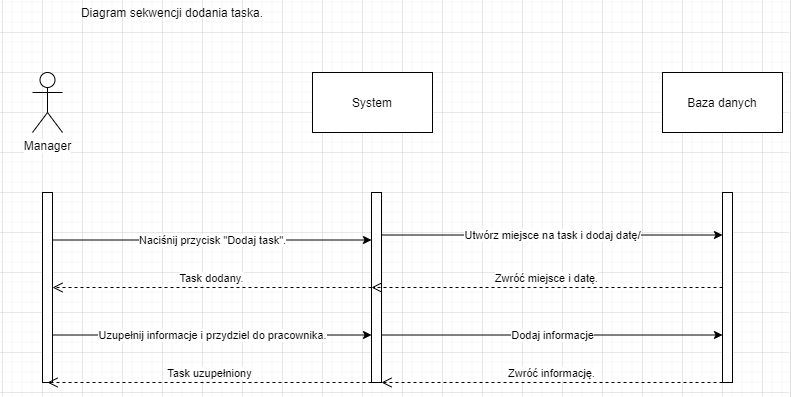 Diagram sekwencji dodania taska.
System
Baza danych
Manager
Naciśnij przycisk "Dodaj task".
Utwórz miejsce na task i dodaj datę/
Task dodany.
Zwróć miejsce i datę.
Uzupełnij informacje i przydziel do pracownika.
Dodaj informacje
Task uzupełniony
Zwróć informację.